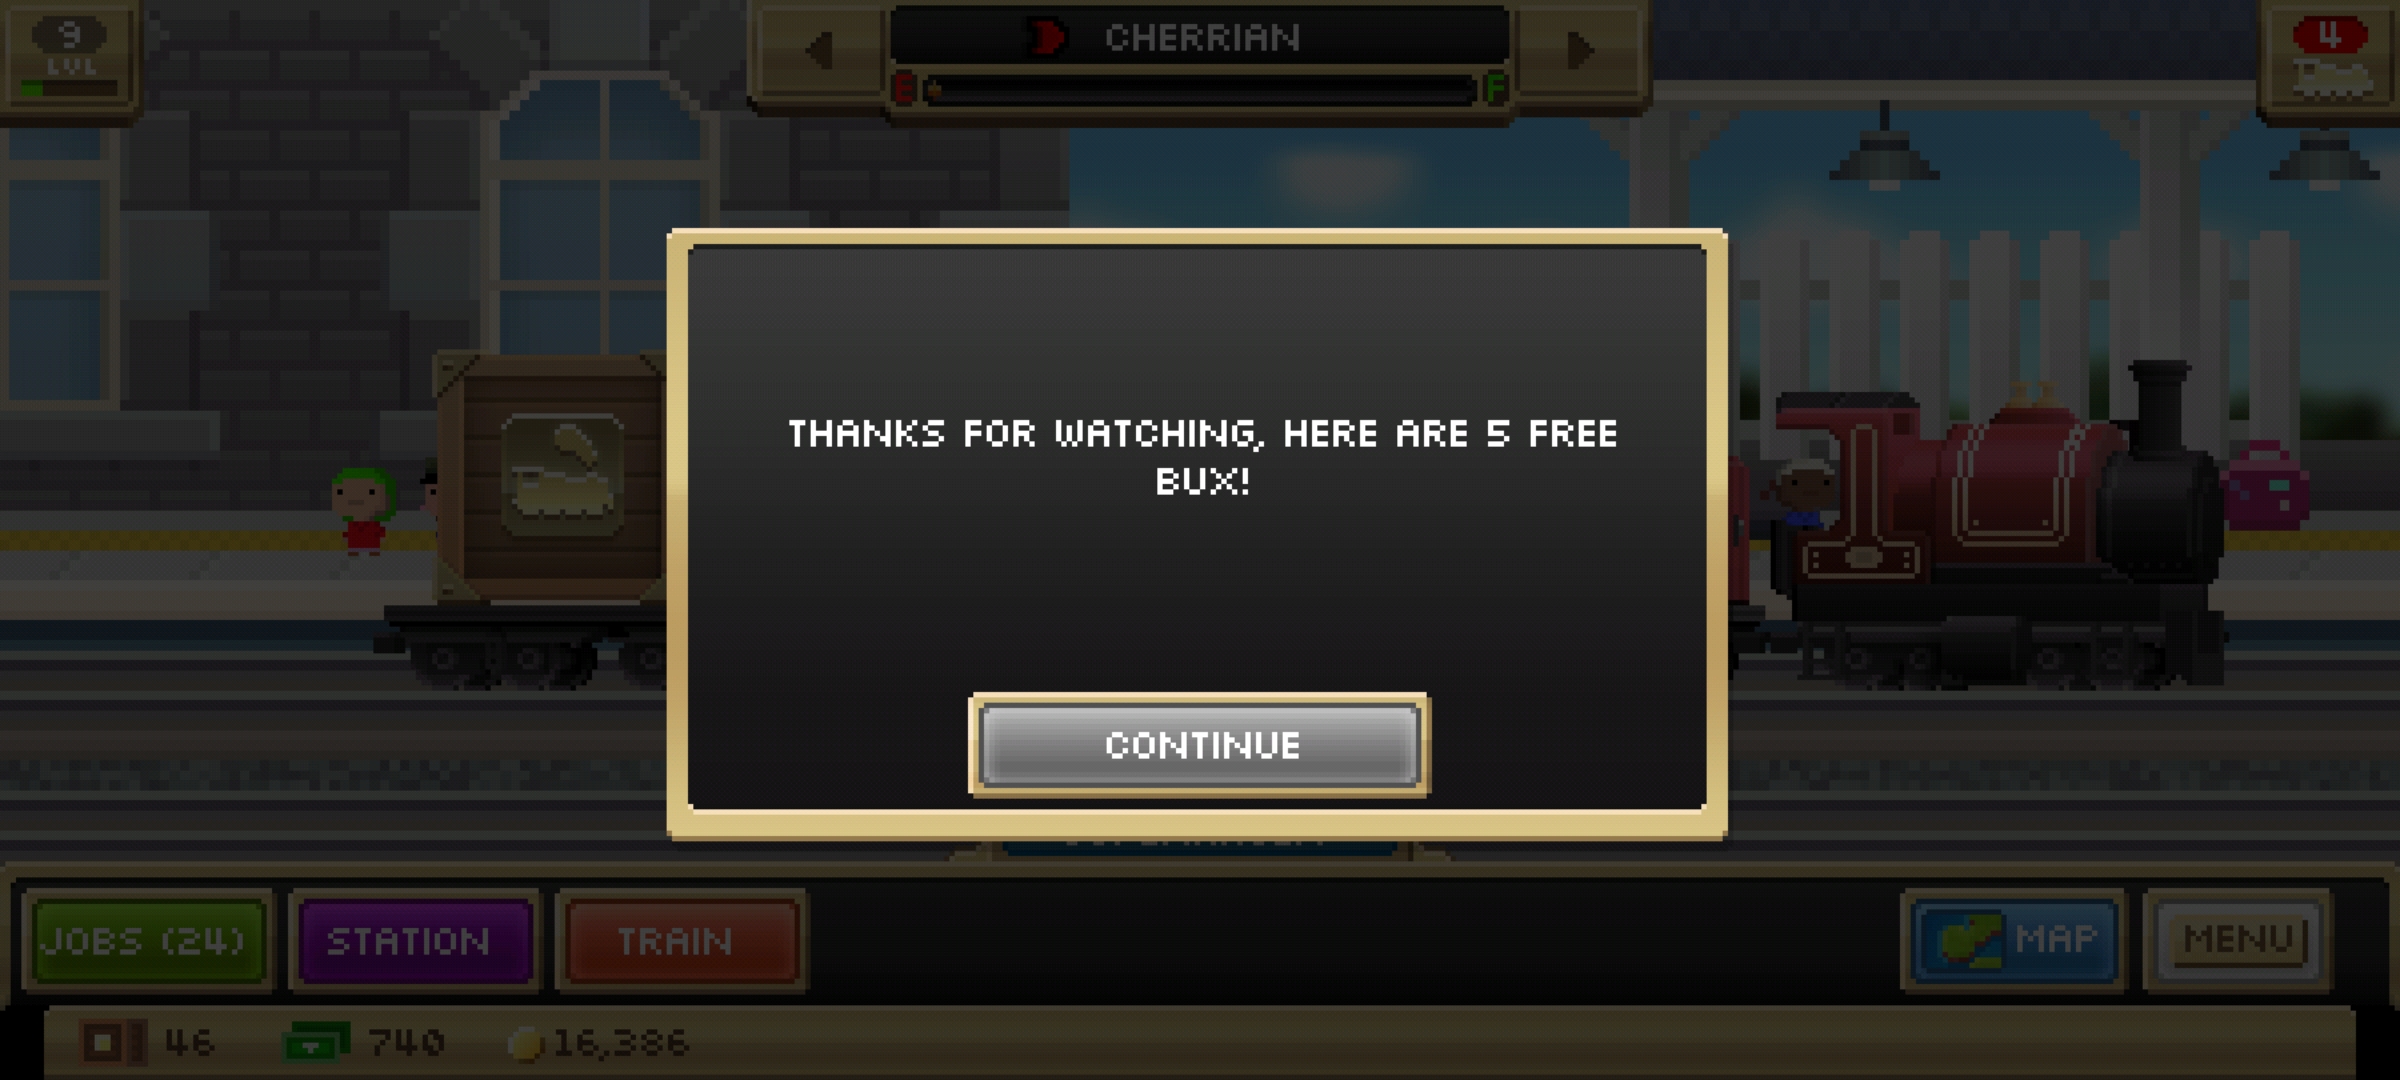 9
LVL
CHERRIAN
E
F
4
THANKS FOR WATCHING, HERE ARE 5 FREE
BUX!
CONTINUE
JOBS (24)
STATION
TRAIN
MAP
MENU
46
740
16,386